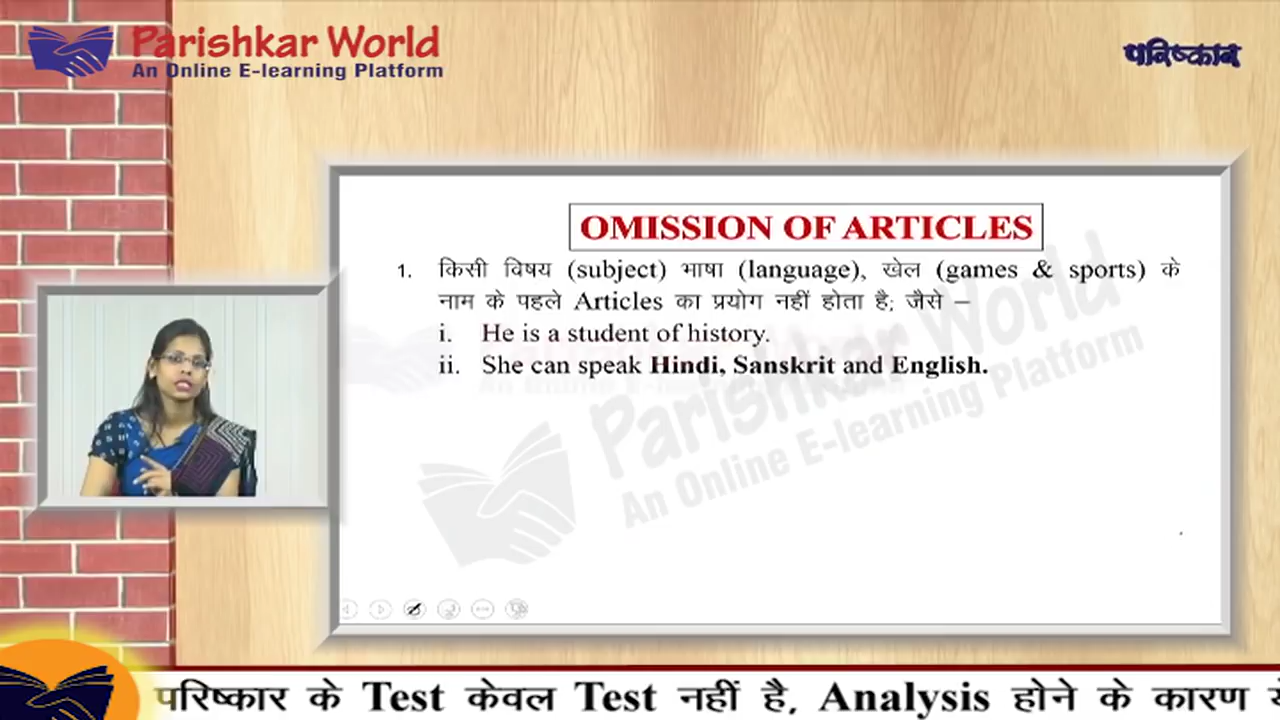 Parishkar World
An Online E-learning Platform
परिष्कार
OMISSION OF ARTICLES
1. किसी विषय (subject) भाषा (language), खेल (games & sports) के
नाम के पहले Articles का प्रयोग नहीं होता है; जैसे –
i. He is a student of history.
ii. She can speak Hindi, Sanskrit and English.
Parishkar World
An Online E-learning Platform
परिष्कार के Test केवल Test नहीं है, Analysis होने के कारण